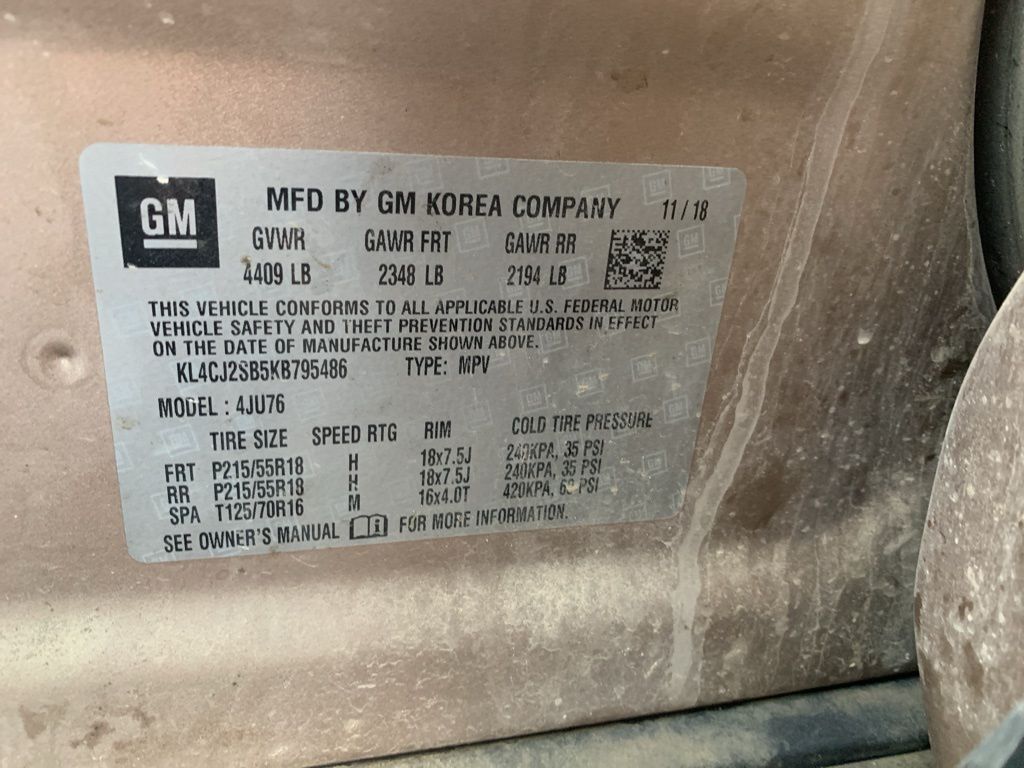 GM
MFD BY GM KOREA COMPANY 11/18
GVWR GAWR FRT GAWR RR
4409 LB 2348 LB 2194 LB
THIS VEHICLE CONFORMS TO ALL APPLICABLE U.S. FEDERAL MOTOR
VEHICLE SAFETY AND THEFT PREVENTION STANDARDS IN EFFECT
ON THE DATE OF MANUFACTURE SHOWN ABOVE.
KL4CJ2SB5KB795486 TYPE: MPV
MODEL : 4JU76
TIRE SIZE SPEED RTG RIM COLD TIRE PRESSURE
FRT P215/55R18 H 18x7.5J 240KPA, 35 PSI
RR P215/55R18 H 18x7.5J 240KPA, 35 PSI
SPA T125/70R16 M 16x4.0T 420KPA, PSI
SEE OWNER'S MANUAL FOR MORE INFORMATION.